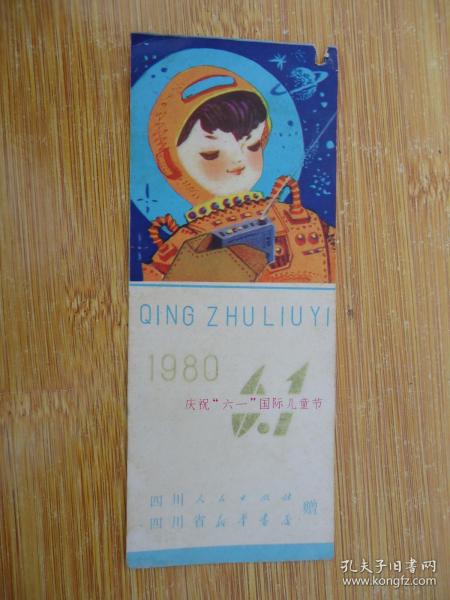 QING ZHU LIU YI
1980
6.1
庆祝“六一”国际儿童节
四川人民出版社
四川省新华书店
赠
孔夫子旧书网
www.kongfz.com